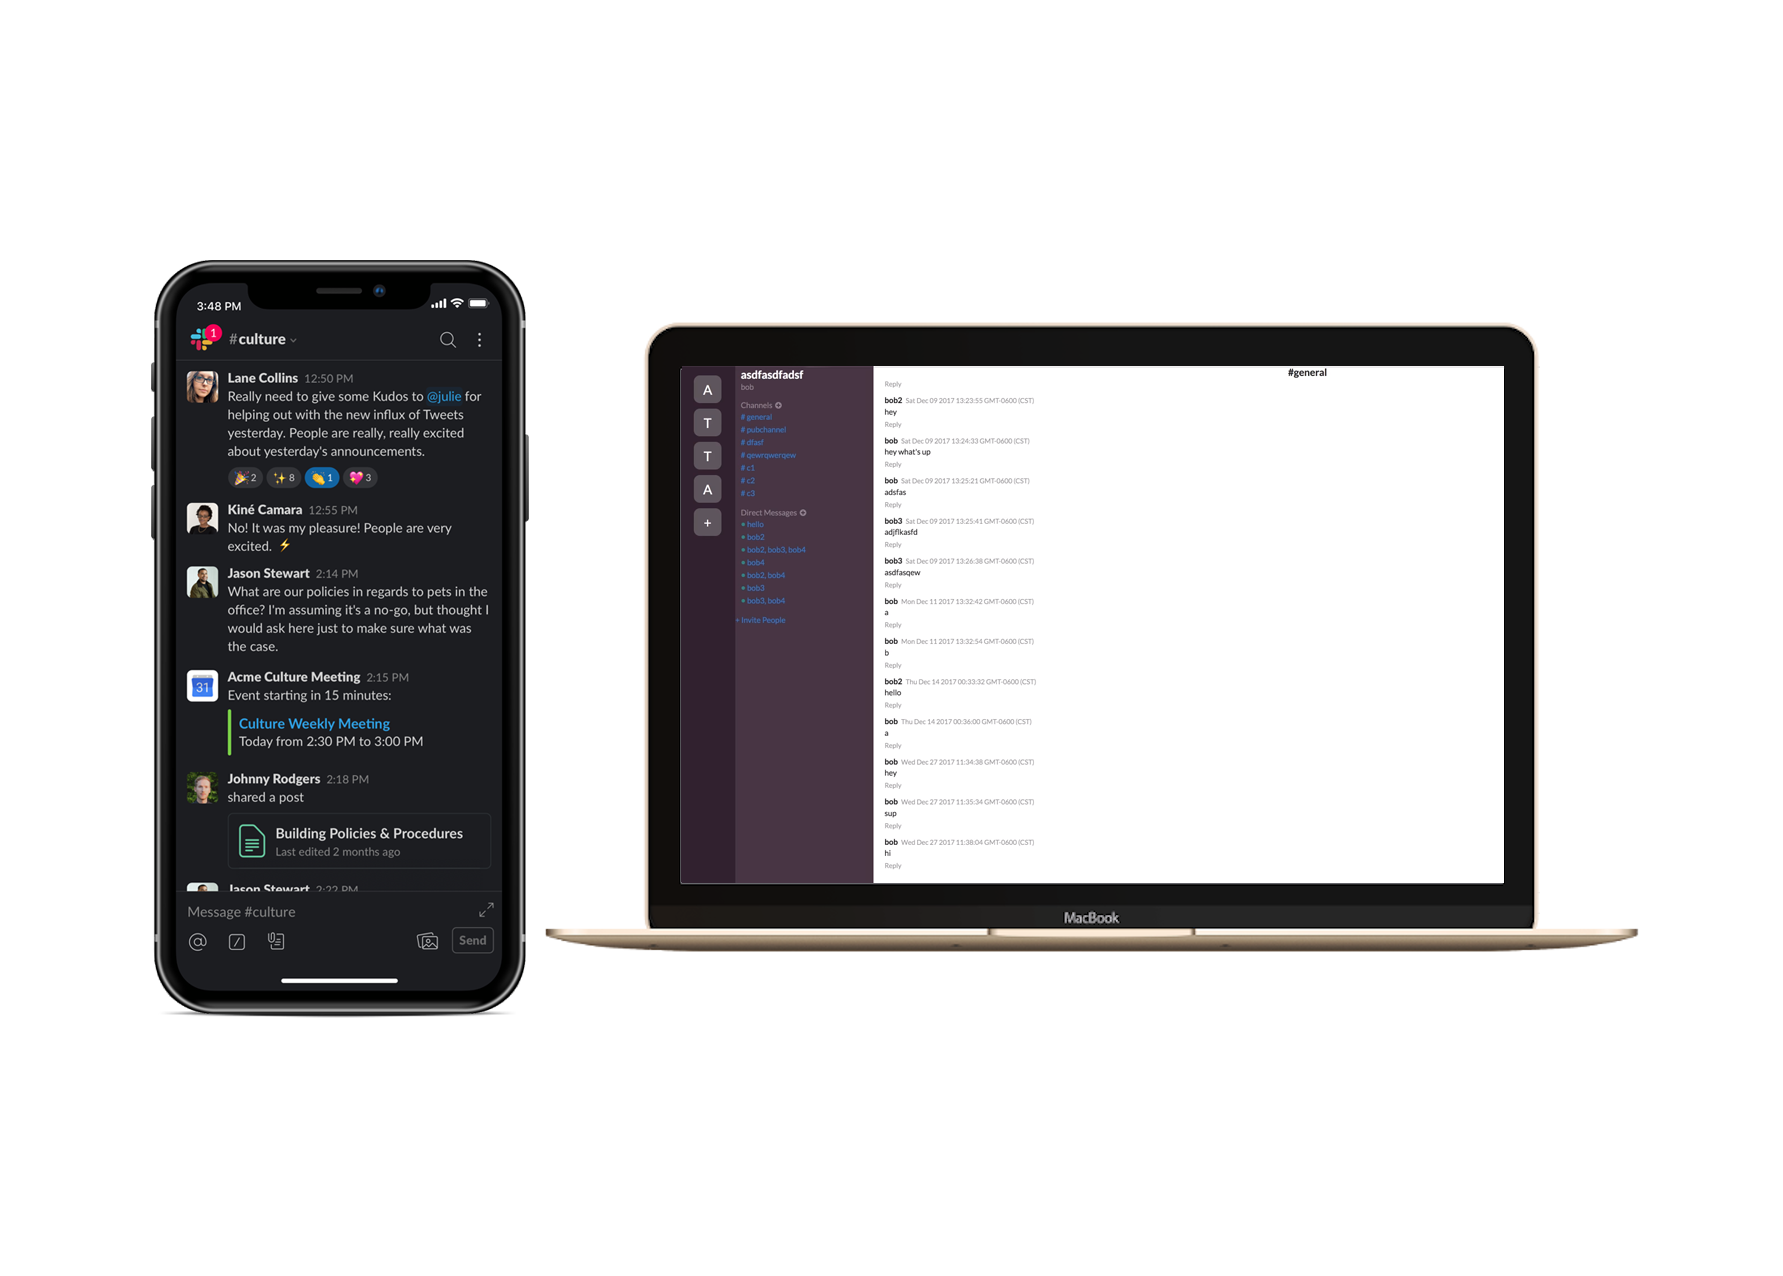 3:48 PM
1
#culture
Lane Collins 12:50 PM
Really need to give some Kudos to @julie for
helping out with the new influx of Tweets
yesterday. People are really, really excited
about yesterday's announcements.
2 8 1 3
Kiné Camara 12:55 PM
No! It was my pleasure! People are very
excited.
Jason Stewart 2:14 PM
What are our policies in regards to pets in the
office? I'm assuming it's a no-go, but thought I
would ask here just to make sure what was
the case.
31
Acme Culture Meeting 2:15 PM
Event starting in 15 minutes:
Culture Weekly Meeting
Today from 2:30 PM to 3:00 PM
Johnny Rodgers 2:18 PM
shared a post
Building Policies & Procedures
Last edited 2 months ago
Jason Stewart 2:22 PM
Message #culture
Send
A
T
T
A
+
asdfasdfadsf
bob
Channels
# general
# pubchannel
# dfasf
# qewrqwerqew
# c1
# c2
# c3
Direct Messages
hello
bob2
bob2, bob3, bob4
bob4
bob2, bob4
bob3
bob3, bob4
+ Invite People
#general
Reply
bob2 Sat Dec 09 2017 13:23:55 GMT-0600 (CST)
hey
Reply
bob Sat Dec 09 2017 13:24:33 GMT-0600 (CST)
hey what's up
Reply
bob Sat Dec 09 2017 13:25:21 GMT-0600 (CST)
adsfas
Reply
bob3 Sat Dec 09 2017 13:25:41 GMT-0600 (CST)
adjflkasfd
Reply
bob3 Sat Dec 09 2017 13:26:38 GMT-0600 (CST)
asdfasqew
Reply
bob Mon Dec 11 2017 13:32:42 GMT-0600 (CST)
a
Reply
bob Mon Dec 11 2017 13:32:54 GMT-0600 (CST)
b
Reply
bob2 Thu Dec 14 2017 00:33:32 GMT-0600 (CST)
hello
Reply
bob Thu Dec 14 2017 00:36:00 GMT-0600 (CST)
a
Reply
bob Wed Dec 27 2017 11:34:38 GMT-0600 (CST)
hey
Reply
bob Wed Dec 27 2017 11:35:34 GMT-0600 (CST)
sup
Reply
bob Wed Dec 27 2017 11:38:04 GMT-0600 (CST)
hi
Reply
MacBook